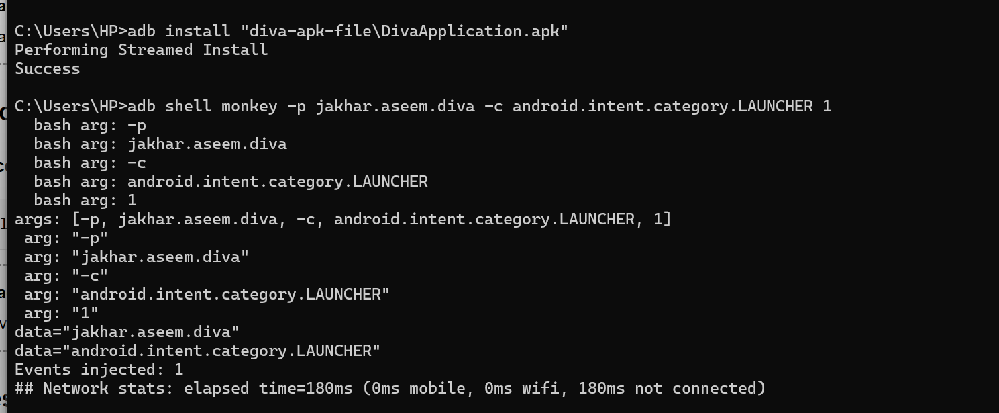 C:\Users\HP>adb install "diva-apk-file\DivaApplication.apk"
Performing Streamed Install
Success
C:\Users\HP>adb shell monkey -p jakhar.aseem.diva -c android.intent.category.LAUNCHER 1
  bash arg: -p
  bash arg: jakhar.aseem.diva
  bash arg: -c
  bash arg: android.intent.category.LAUNCHER
  bash arg: 1
args: [-p, jakhar.aseem.diva, -c, android.intent.category.LAUNCHER, 1]
 arg: "-p"
 arg: "jakhar.aseem.diva"
 arg: "-c"
 arg: "android.intent.category.LAUNCHER"
 arg: "1"
data="jakhar.aseem.diva"
data="android.intent.category.LAUNCHER"
Events injected: 1
## Network stats: elapsed time=180ms (0ms mobile, 0ms wifi, 180ms not connected)